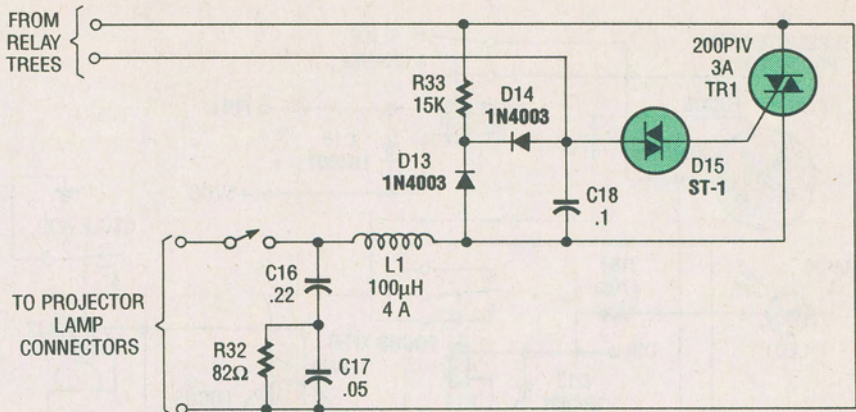 FROM
RELAY
TREES
200PIV
3A
TR1
R33
15K
D14
1N4003
D13
1N4003
D15
ST-1
C18
.1
C16
.22
L1
100µH
4 A
TO PROJECTOR
LAMP
CONNECTORS
R32
82Ω
C17
.05